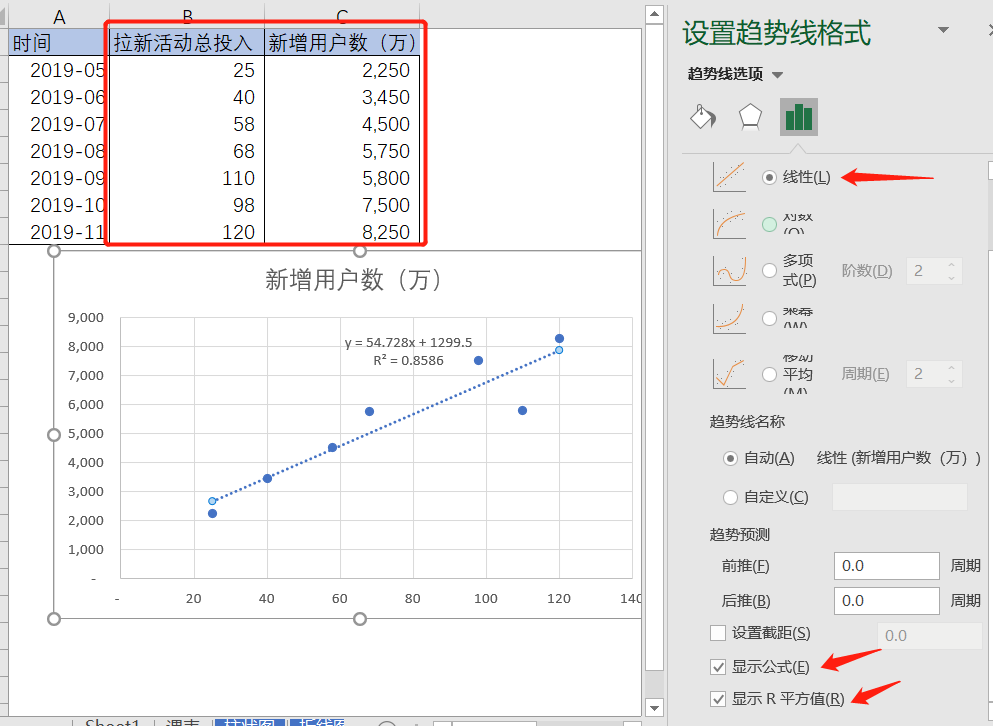 A B C
时间 拉新活动总投入 新增用户数（万）
2019-05 25 2,250
2019-06 40 3,450
2019-07 58 4,500
2019-08 68 5,750
2019-09 110 5,800
2019-10 98 7,500
2019-11 120 8,250
新增用户数（万）
9,000
8,000
7,000
6,000
5,000
4,000
3,000
2,000
1,000
-
y = 54.728x + 1299.5
R² = 0.8586
- 20 40 60 80 100 120 140
Sheet1
设置趋势线格式
趋势线选项
线性(L)
对数
(O)
多项
式(P) 阶数(D) 2
乘幂
(W)
移动
平均
(M) 周期(E) 2
趋势线名称
自动(A) 线性 (新增用户数（万）)
自定义(C)
趋势预测
前推(F) 0.0 周期
后推(B) 0.0 周期
设置截距(S) 0.0
显示公式(E)
显示 R 平方值(R)